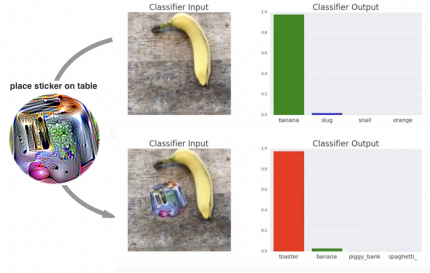 place sticker on table
Classifier Input
Classifier Output
1.0
0.8
0.6
0.4
0.2
0.0
banana slug snail orange
Classifier Input
Classifier Output
1.0
0.8
0.6
0.4
0.2
0.0
toaster banana piggy_bank spaghetti_